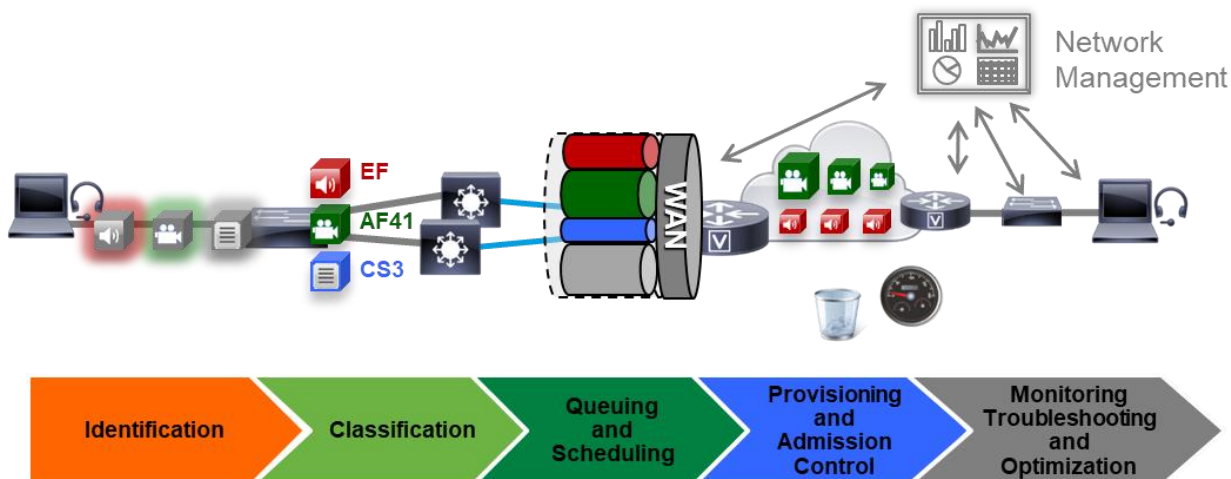 Network
Management
EF
AF41
CS3
WAN
V
V
Identification
Classification
Queuing
and
Scheduling
Provisioning
and
Admission
Control
Monitoring
Troubleshooting
and
Optimization